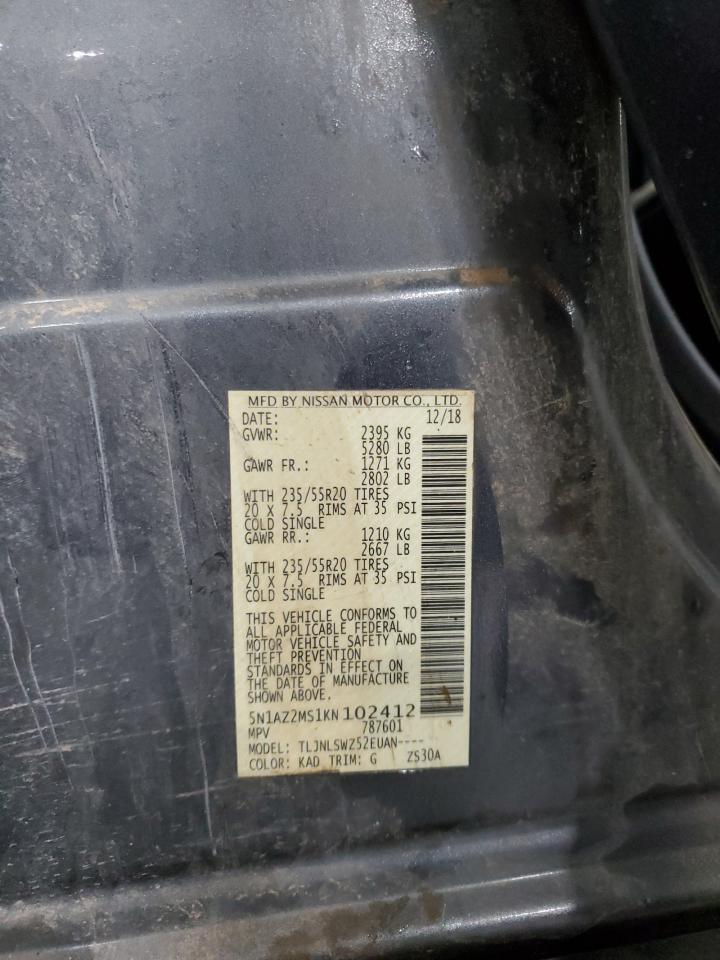 MFD BY NISSAN MOTOR CO., LTD.
DATE: 12/18
GVWR: 2395 KG
5280 LB
GAWR FR.: 1271 KG
2802 LB
WITH 235/55R20 TIRES
20 X 7.5 RIMS AT 35 PSI
COLD SINGLE
GAWR RR.: 1210 KG
2667 LB
WITH 235/55R20 TIRES
20 X 7.5 RIMS AT 35 PSI
COLD SINGLE
THIS VEHICLE CONFORMS TO
ALL APPLICABLE FEDERAL
MOTOR VEHICLE SAFETY AND
THEFT PREVENTION
STANDARDS IN EFFECT ON
THE DATE OF MANUFACTURE
SHOWN ABOVE.
5N1AZ2MS1KN 102412
MPV 787601
MODEL: TLJNLSWZ52EUAN----
COLOR: KAD TRIM: G ZS30A